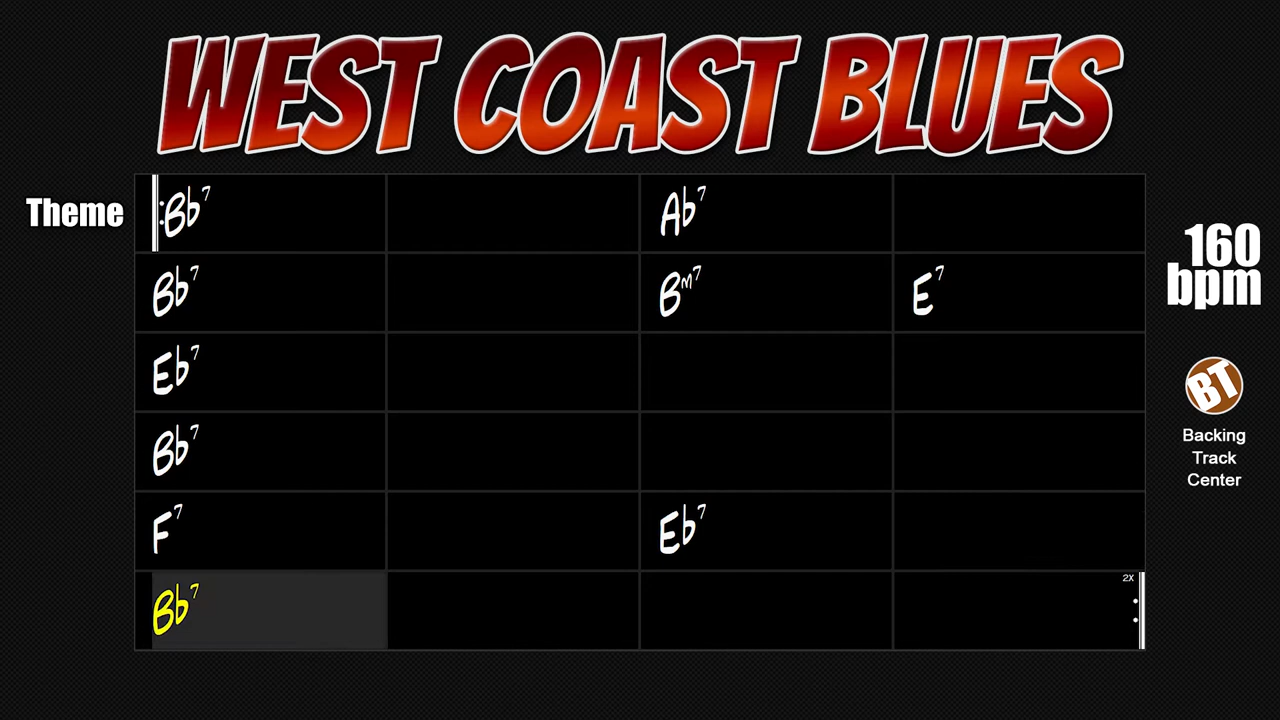 WEST COAST BLUES
Theme
Bb7 Ab7
160
bpm
Bb7 Bm7 E7
Eb7
BT
Backing
Track
Center
Bb7
F7 Eb7
Bb7 2X